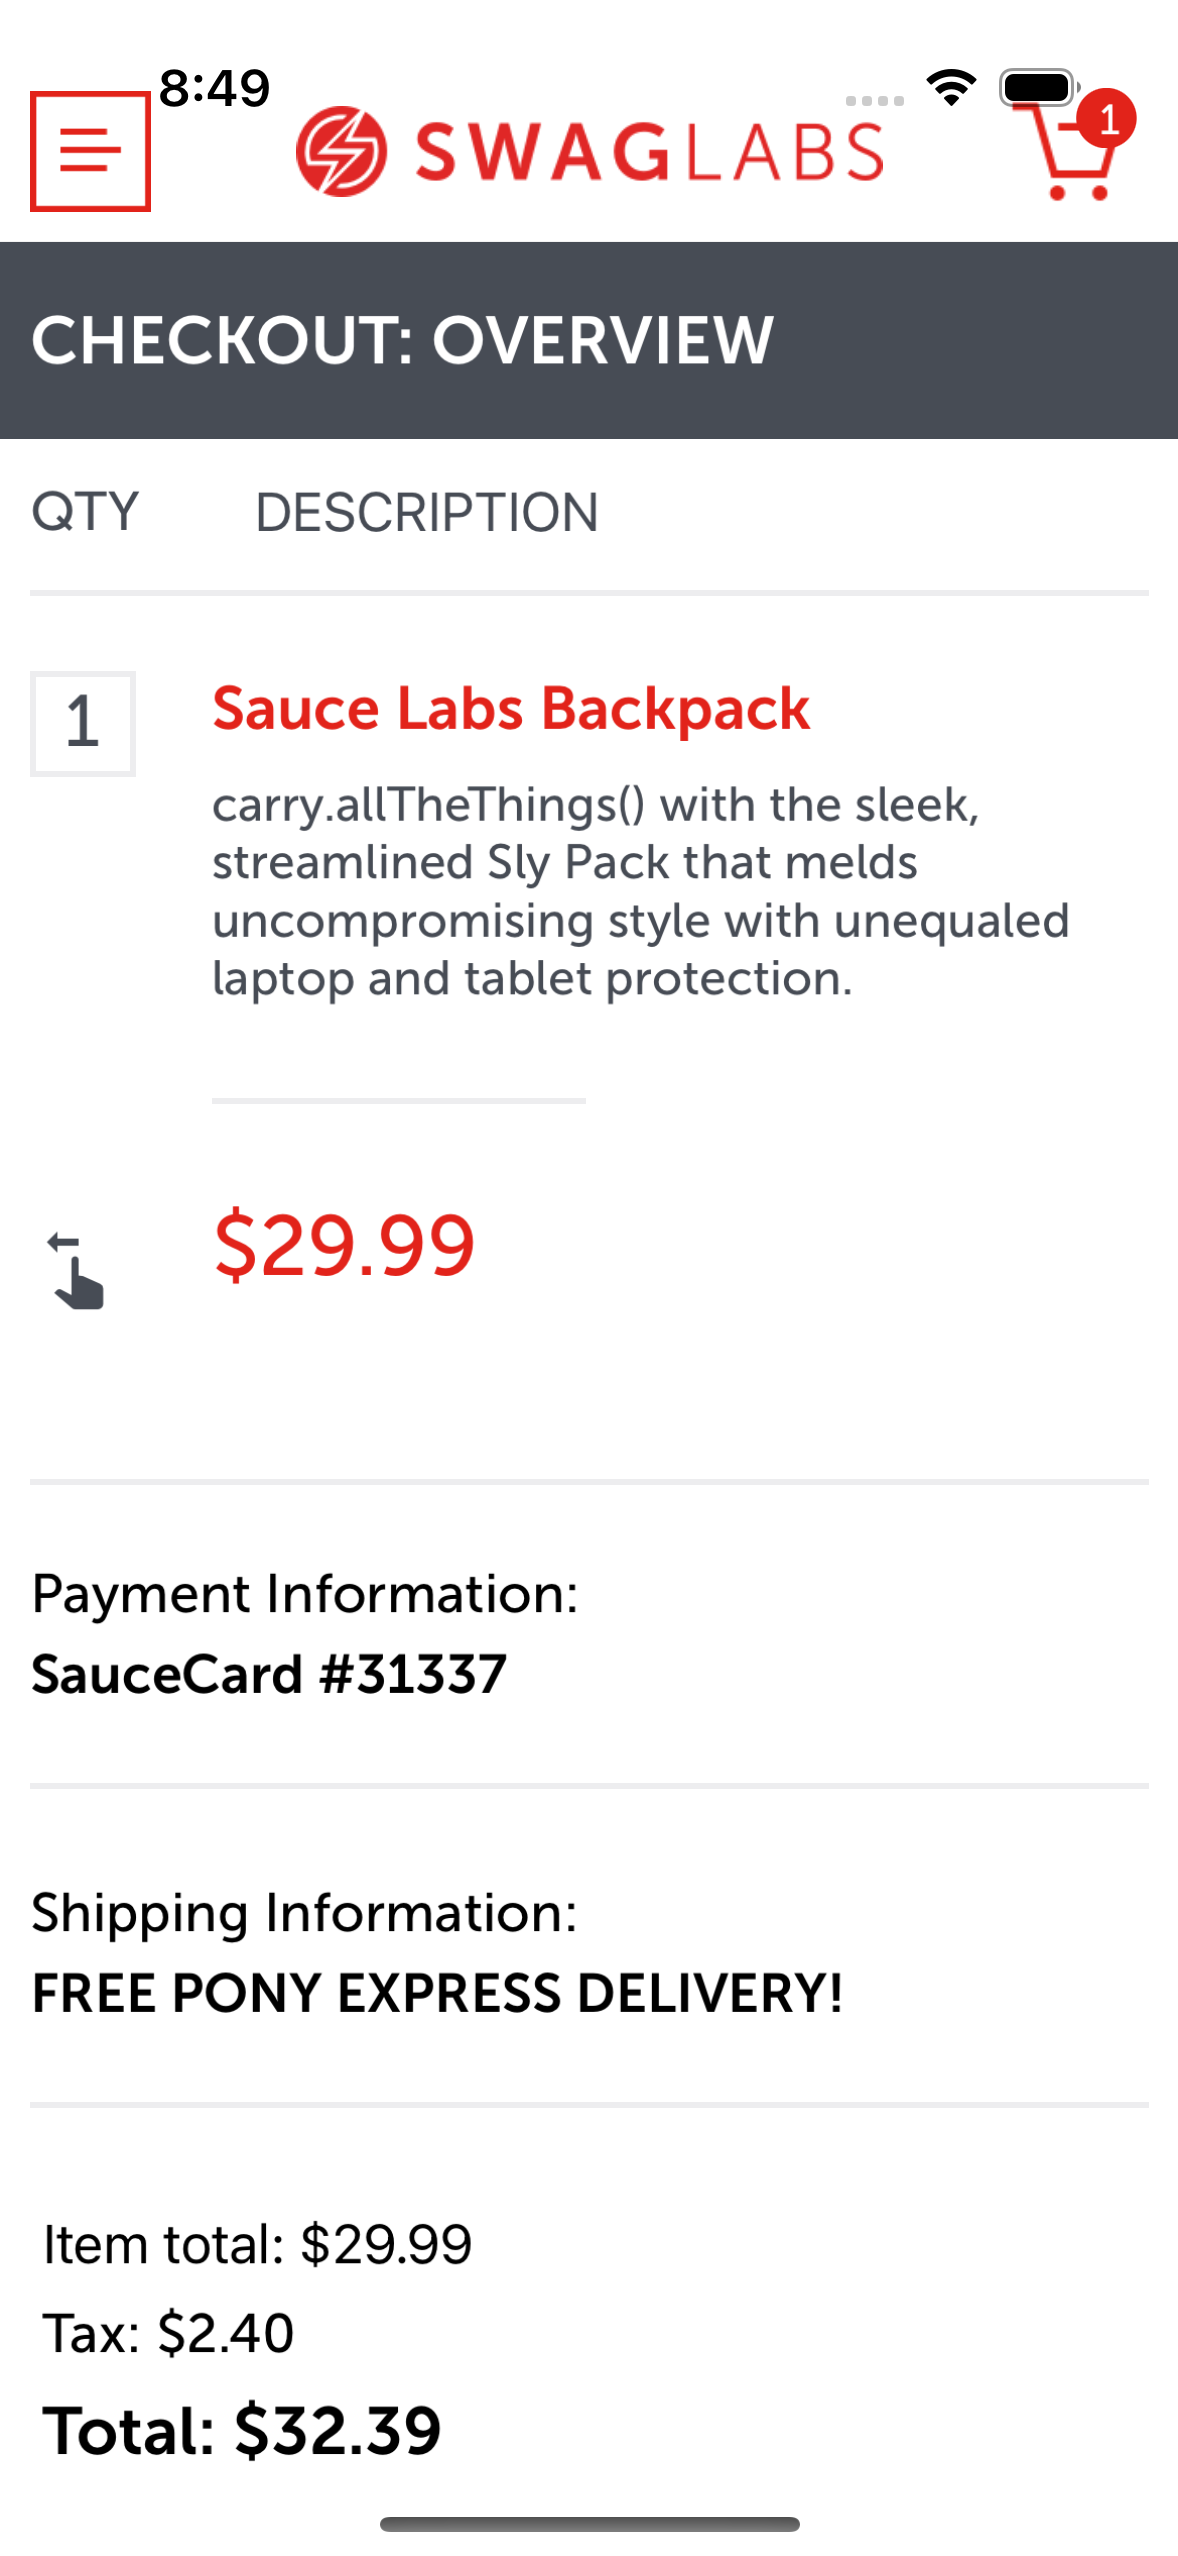 8:49
SWAGLABS
1
CHECKOUT: OVERVIEW
QTY DESCRIPTION
1
Sauce Labs Backpack
carry.allTheThings() with the sleek,
streamlined Sly Pack that melds
uncompromising style with unequaled
laptop and tablet protection.
$29.99
Payment Information:
SauceCard #31337
Shipping Information:
FREE PONY EXPRESS DELIVERY!
Item total: $29.99
Tax: $2.40
Total: $32.39